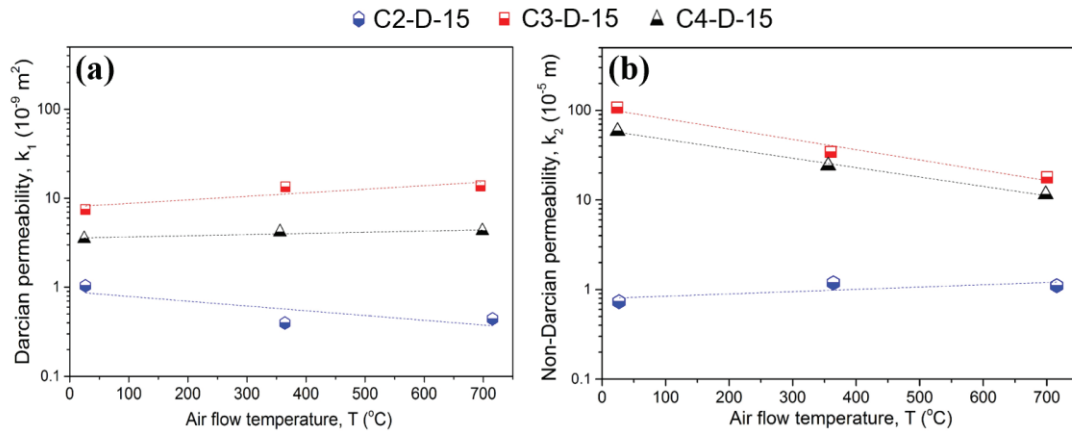 C2-D-15 C3-D-15 C4-D-15
(a)
Darcian permeability, k₁ (10⁻⁹ m²)
100
10
1
0.1
0 100 200 300 400 500 600 700
Air flow temperature, T (°C)
(b)
Non-Darcian permeability, k₂ (10⁻⁵ m)
100
10
1
0.1
0 100 200 300 400 500 600 700
Air flow temperature, T (°C)